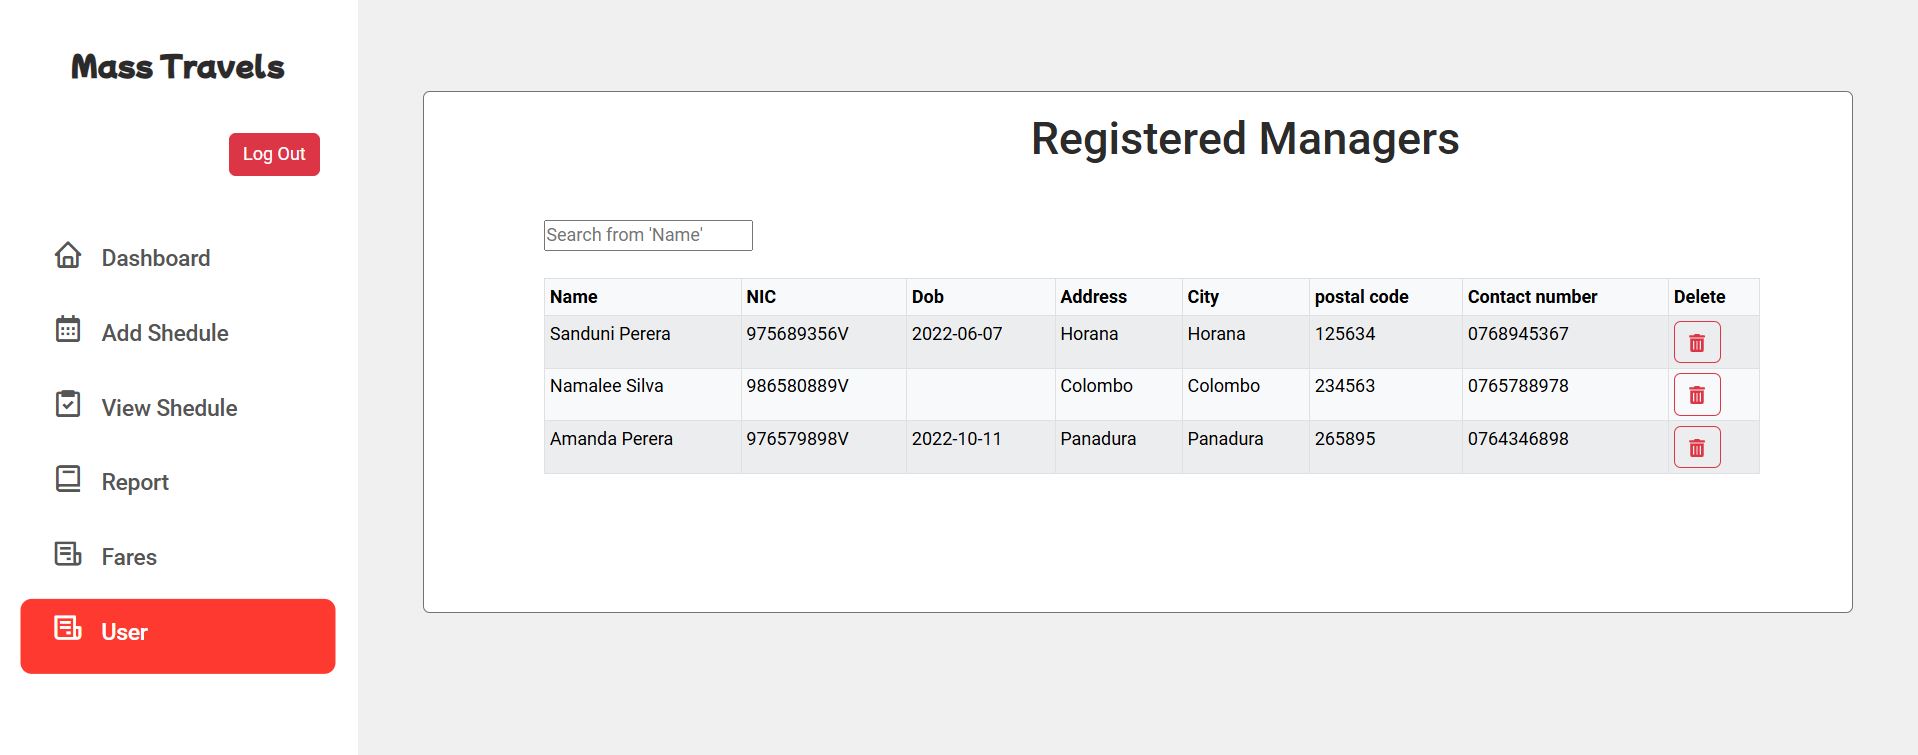 Mass Travels
Log Out
Dashboard
Add Shedule
View Shedule
Report
Fares
User
Registered Managers
Search from 'Name'
Name NIC Dob Address City postal code Contact number Delete
Sanduni Perera 975689356V 2022-06-07 Horana Horana 125634 0768945367
Namalee Silva 986580889V Colombo Colombo 234563 0765788978
Amanda Perera 976579898V 2022-10-11 Panadura Panadura 265895 0764346898